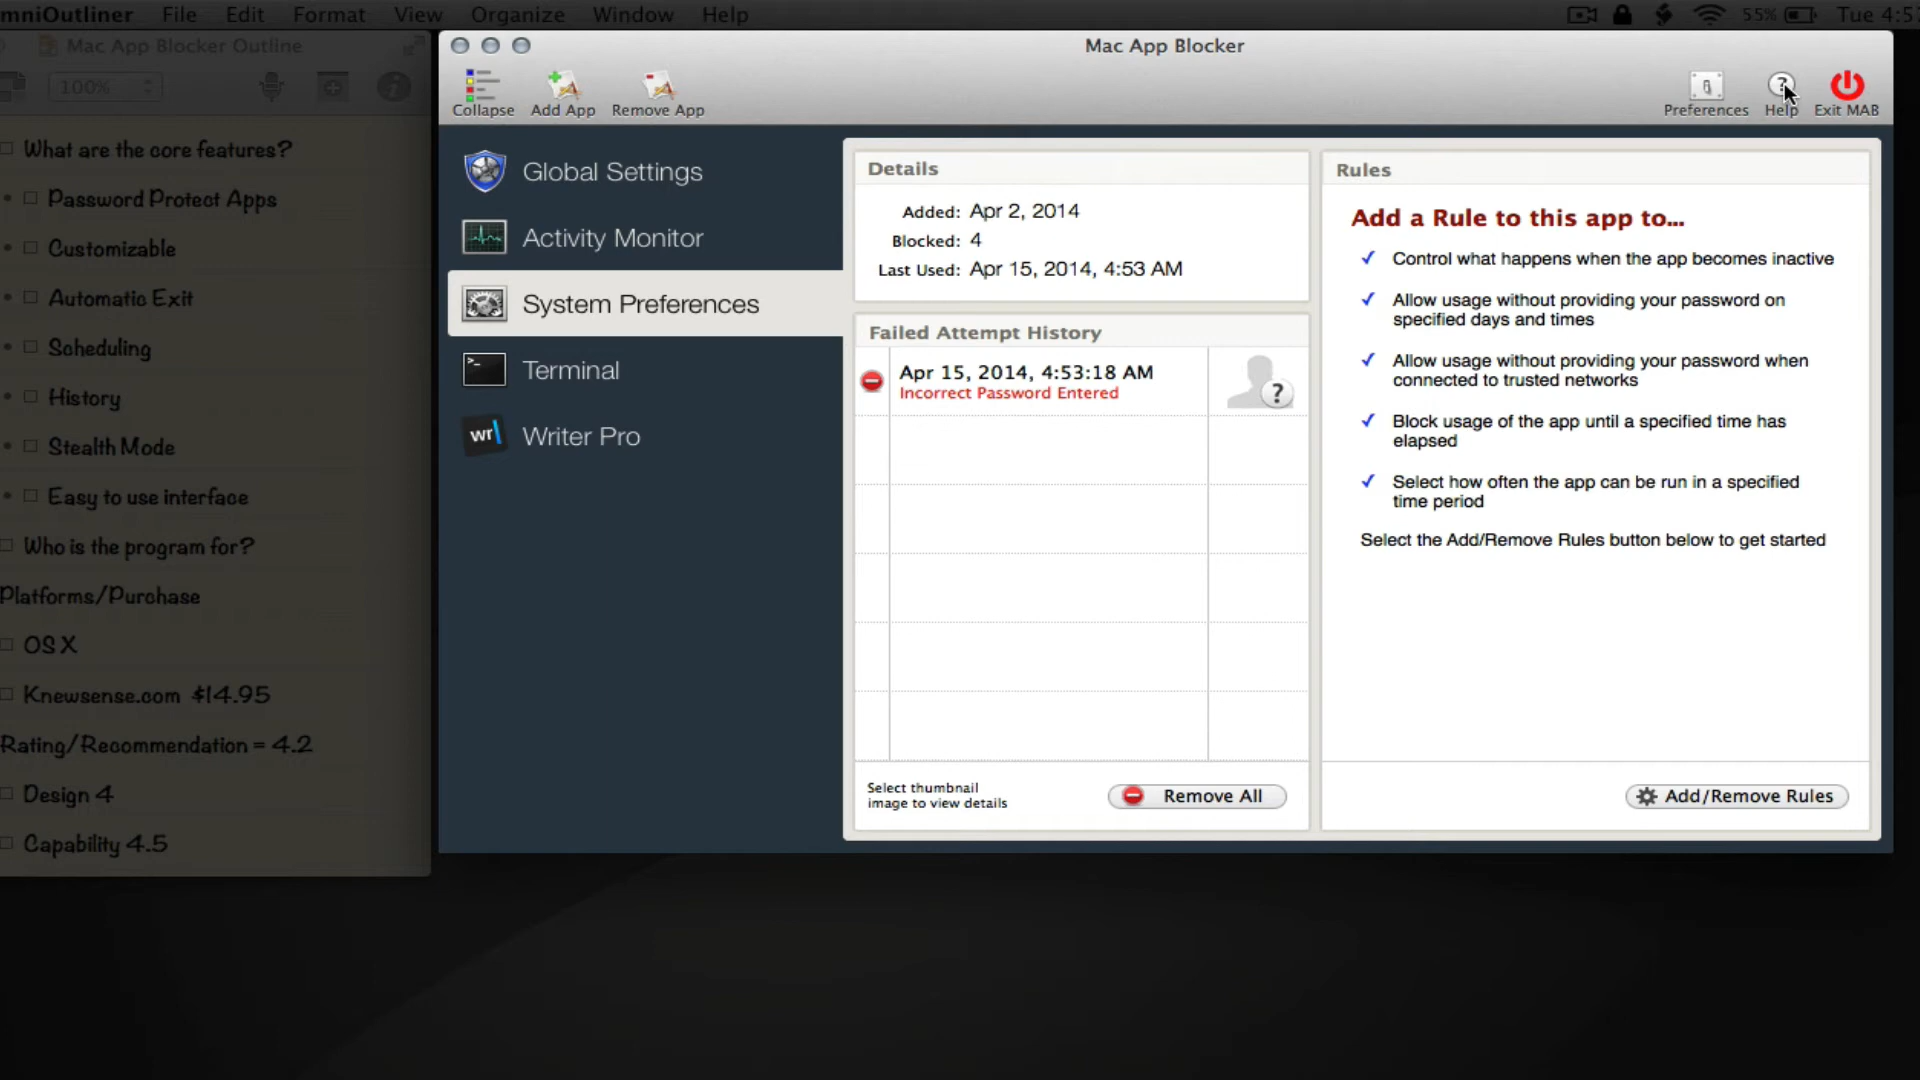 mniOutliner File Edit Format View Organize Window Help 55% Tue 4:5
Mac App Blocker Outline
100%
What are the core features?
Password Protect Apps
Customizable
Automatic Exit
Scheduling
History
Stealth Mode
Easy to use interface
Who is the program for?
Platforms/Purchase
OS X
Knewsense.com $14.95
Rating/Recommendation = 4.2
Design 4
Capability 4.5
Mac App Blocker
Collapse Add App Remove App Preferences Help Exit MAB
Global Settings
Activity Monitor
System Preferences
Terminal
wr
Writer Pro
Details
Added: Apr 2, 2014
Blocked: 4
Last Used: Apr 15, 2014, 4:53 AM
Failed Attempt History
Apr 15, 2014, 4:53:18 AM
Incorrect Password Entered
?
Select thumbnail
image to view details
Remove All
Rules
Add a Rule to this app to...
✓ Control what happens when the app becomes inactive
✓ Allow usage without providing your password on
specified days and times
✓ Allow usage without providing your password when
connected to trusted networks
✓ Block usage of the app until a specified time has
elapsed
✓ Select how often the app can be run in a specified
time period
Select the Add/Remove Rules button below to get started
Add/Remove Rules